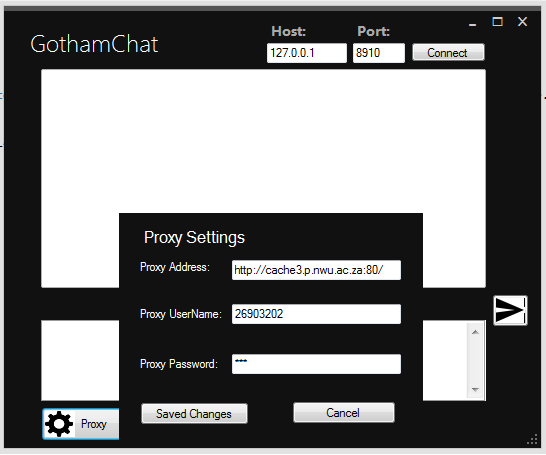 GothamChat
Host: Port:
127.0.0.1 8910 Connect
Proxy Settings
Proxy Address: http://cache3.p.nwu.ac.za:80/
Proxy UserName: 26903202
Proxy Password: ***
Saved Changes Cancel
Proxy